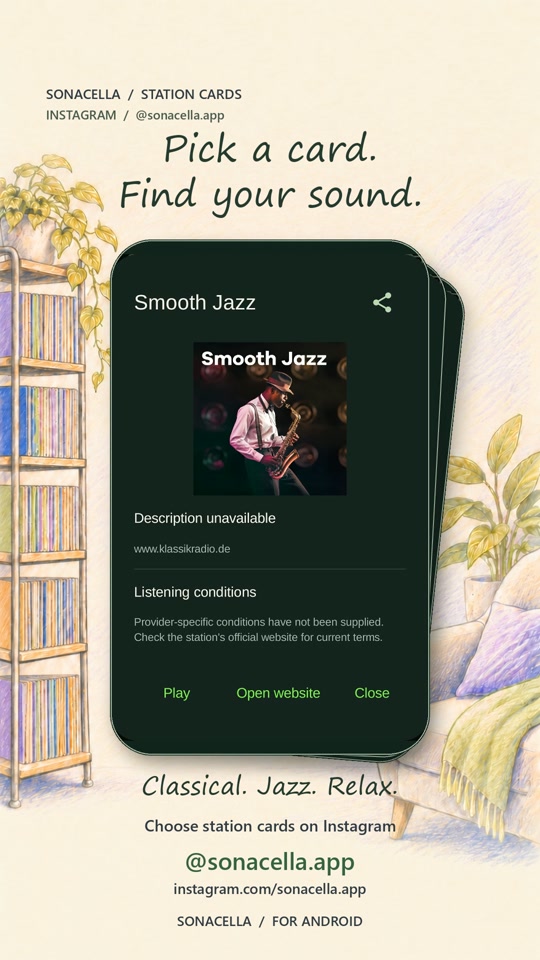 SONACELLA / STATION CARDS
INSTAGRAM / @sonacella.app
Pick a card.
Find your sound.
Smooth Jazz
Smooth Jazz
Description unavailable
www.klassikradio.de
Listening conditions
Provider-specific conditions have not been supplied.
Check the station's official website for current terms.
Play Open website Close
Classical. Jazz. Relax.
Choose station cards on Instagram
@sonacella.app
instagram.com/sonacella.app
SONACELLA / FOR ANDROID